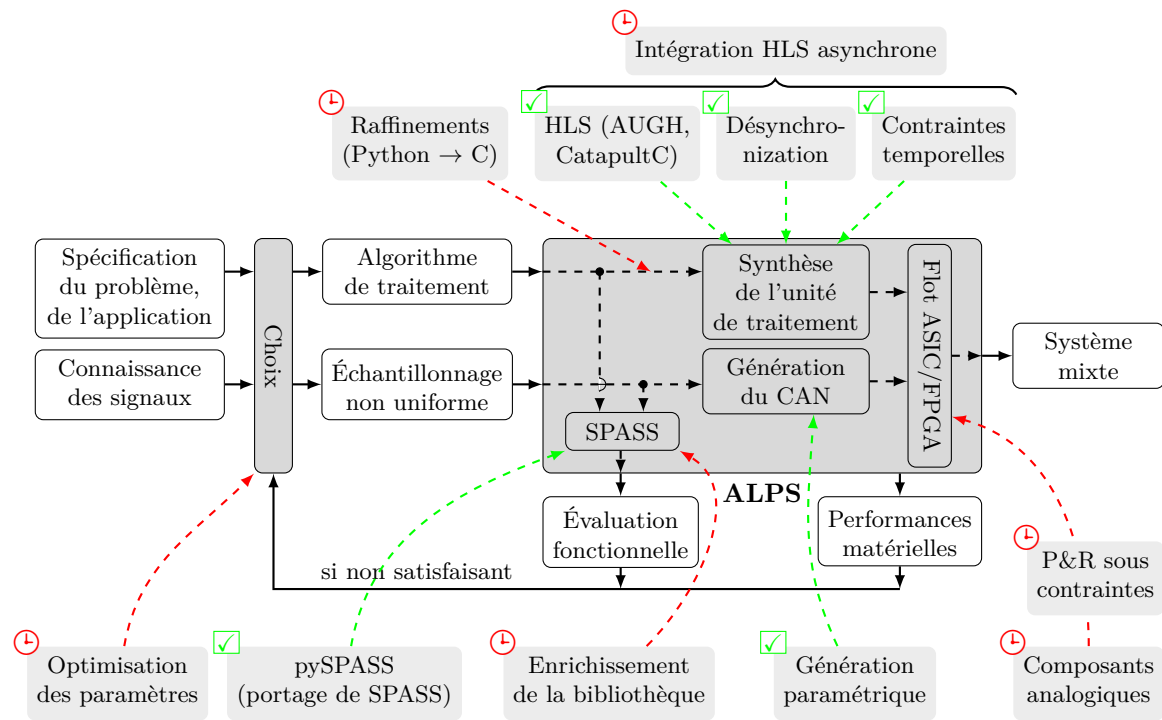 Intégration HLS asynchrone
Raffinements
(Python → C)
HLS (AUGH,
CatapultC)
Désynchro-
nization
Contraintes
temporelles
Spécification
du problème,
de l'application
Connaissance
des signaux
Choix
Algorithme
de traitement
Échantillonnage
non uniforme
Synthèse
de l'unité
de traitement
Génération
du CAN
SPASS
Flot ASIC/FPGA
Système
mixte
ALPS
Évaluation
fonctionnelle
Performances
matérielles
si non satisfaisant
P&R sous
contraintes
Optimisation
des paramètres
pySPASS
(portage de SPASS)
Enrichissement
de la bibliothèque
Génération
paramétrique
Composants
analogiques